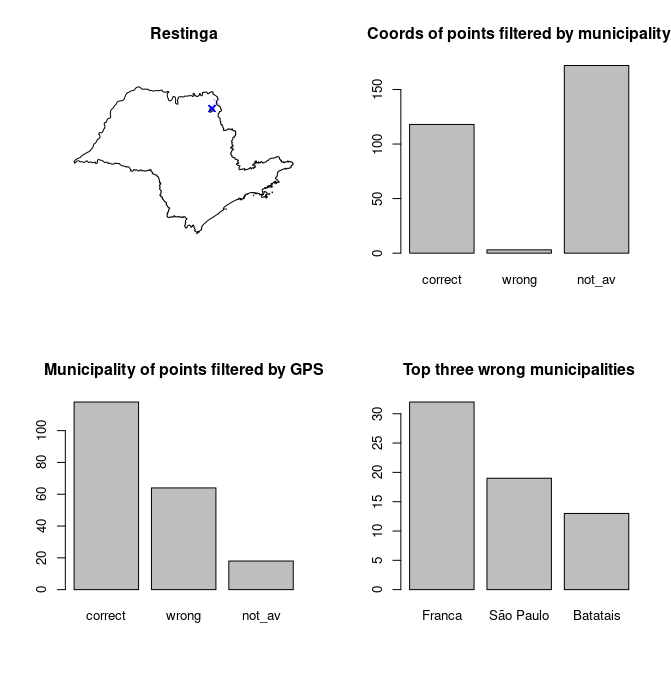 Restinga
Coords of points filtered by municipality
150
100
50
0
correct wrong not_av
Municipality of points filtered by GPS
100
80
60
40
20
0
correct wrong not_av
Top three wrong municipalities
30
25
20
15
10
5
0
Franca São Paulo Batatais